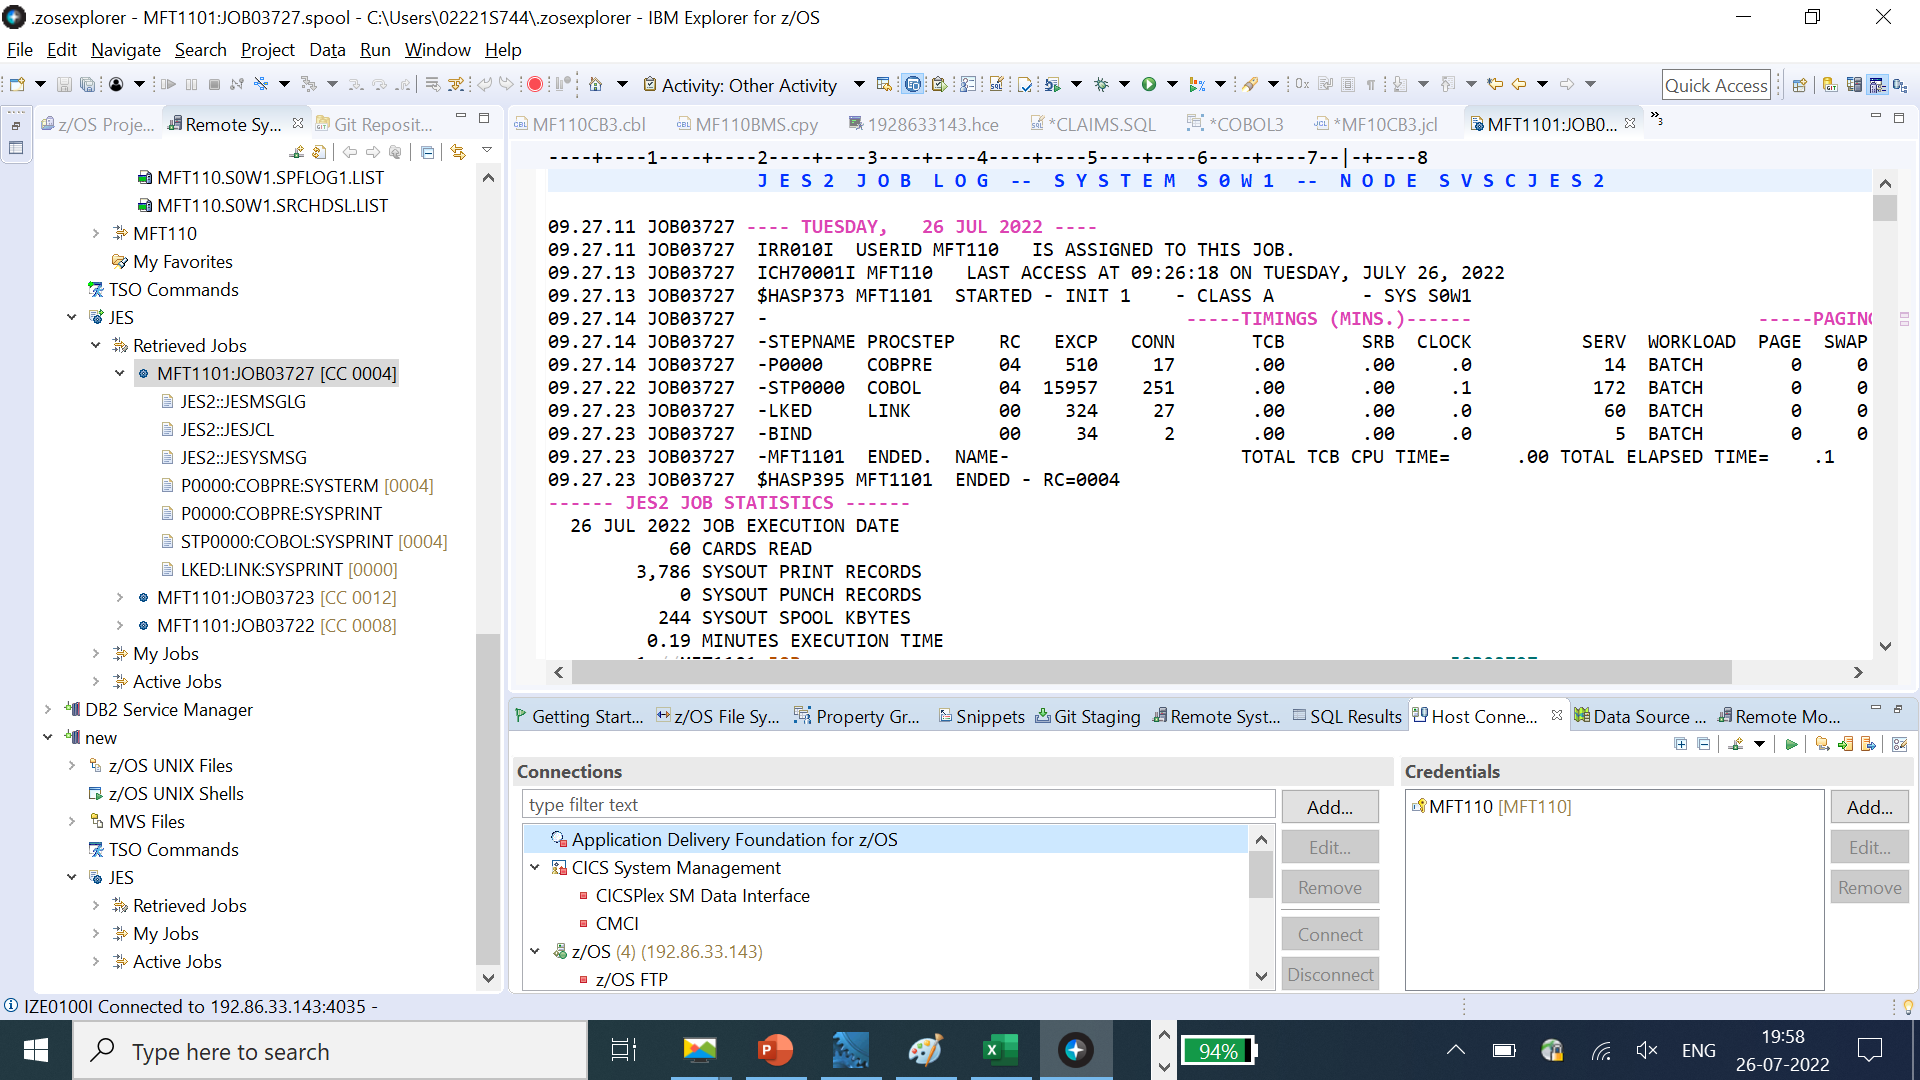 .zosexplorer - MFT1101:JOB03727.spool - C:\Users\02221S744\.zosexplorer - IBM Explorer for z/OS
File Edit Navigate Search Project Data Run Window Help
Activity: Other Activity
Quick Access
z/OS Proje...
Remote Sy...
Git Reposit...
MF110CB3.cbl
MF110BMS.cpy
1928633143.hce
*CLAIMS.SQL
*COBOL3
*MF10CB3.jcl
MFT1101:JOB0...
»3
MFT110.S0W1.SPFLOG1.LIST
MFT110.S0W1.SRCHDSL.LIST
MFT110
My Favorites
TSO Commands
JES
Retrieved Jobs
MFT1101:JOB03727 [CC 0004]
JES2::JESMSGLG
JES2::JESJCL
JES2::JESYSMSG
P0000:COBPRE:SYSTERM [0004]
P0000:COBPRE:SYSPRINT
STP0000:COBOL:SYSPRINT [0004]
LKED:LINK:SYSPRINT [0000]
MFT1101:JOB03723 [CC 0012]
MFT1101:JOB03722 [CC 0008]
My Jobs
Active Jobs
DB2 Service Manager
new
z/OS UNIX Files
z/OS UNIX Shells
MVS Files
TSO Commands
JES
Retrieved Jobs
My Jobs
Active Jobs
----+----1----+----2----+----3----+----4----+----5----+----6----+----7--|-+----8
J E S 2 J O B L O G -- S Y S T E M S 0 W 1 -- N O D E S V S C J E S 2
09.27.11 JOB03727 ---- TUESDAY, 26 JUL 2022 ----
09.27.11 JOB03727 IRR010I USERID MFT110 IS ASSIGNED TO THIS JOB.
09.27.13 JOB03727 ICH70001I MFT110 LAST ACCESS AT 09:26:18 ON TUESDAY, JULY 26, 2022
09.27.13 JOB03727 $HASP373 MFT1101 STARTED - INIT 1 - CLASS A - SYS S0W1
09.27.14 JOB03727 - -----TIMINGS (MINS.)------ -----PAGING
09.27.14 JOB03727 -STEPNAME PROCSTEP RC EXCP CONN TCB SRB CLOCK SERV WORKLOAD PAGE SWAP
09.27.14 JOB03727 -P0000 COBPRE 04 510 17 .00 .00 .0 14 BATCH 0 0
09.27.22 JOB03727 -STP0000 COBOL 04 15957 251 .00 .00 .1 172 BATCH 0 0
09.27.23 JOB03727 -LKED LINK 00 324 27 .00 .00 .0 60 BATCH 0 0
09.27.23 JOB03727 -BIND 00 34 2 .00 .00 .0 5 BATCH 0 0
09.27.23 JOB03727 -MFT1101 ENDED. NAME- TOTAL TCB CPU TIME= .00 TOTAL ELAPSED TIME= .1
09.27.23 JOB03727 $HASP395 MFT1101 ENDED - RC=0004
------ JES2 JOB STATISTICS ------
26 JUL 2022 JOB EXECUTION DATE
60 CARDS READ
3,786 SYSOUT PRINT RECORDS
0 SYSOUT PUNCH RECORDS
244 SYSOUT SPOOL KBYTES
0.19 MINUTES EXECUTION TIME
Getting Start...
z/OS File Sy...
Property Gr...
Snippets
Git Staging
Remote Syst...
SQL Results
Host Conne...
Data Source ...
Remote Mo...
Connections
type filter text
Application Delivery Foundation for z/OS
CICS System Management
CICSPlex SM Data Interface
CMCI
z/OS (4) (192.86.33.143)
z/OS FTP
Add...
Edit...
Remove
Connect
Disconnect
Credentials
MFT110 [MFT110]
Add...
Edit...
Remove
IZE0100I Connected to 192.86.33.143:4035 -
Type here to search
94%
ENG
19:58
26-07-2022